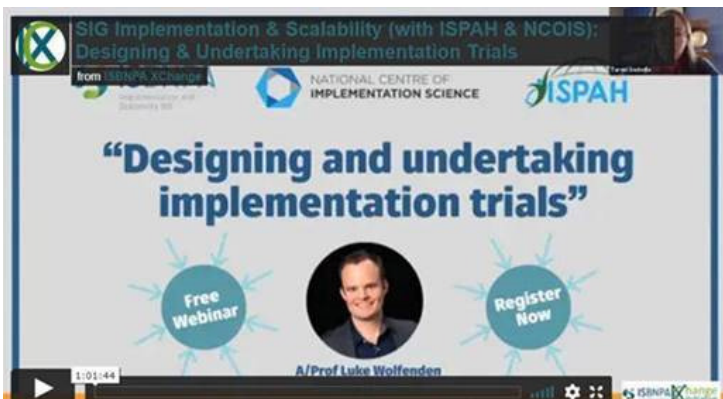 SIG Implementation & Scalability (with ISPAH & NCOIS):
Designing & Undertaking Implementation Trials
from ISBNPA XChange
NATIONAL CENTRE OF
IMPLEMENTATION SCIENCE
ISPAH
“Designing and undertaking
implementation trials”
Free
Webinar
Register
Now
A/Prof Luke Wolfenden
1:01:44
ISBNPA XChange